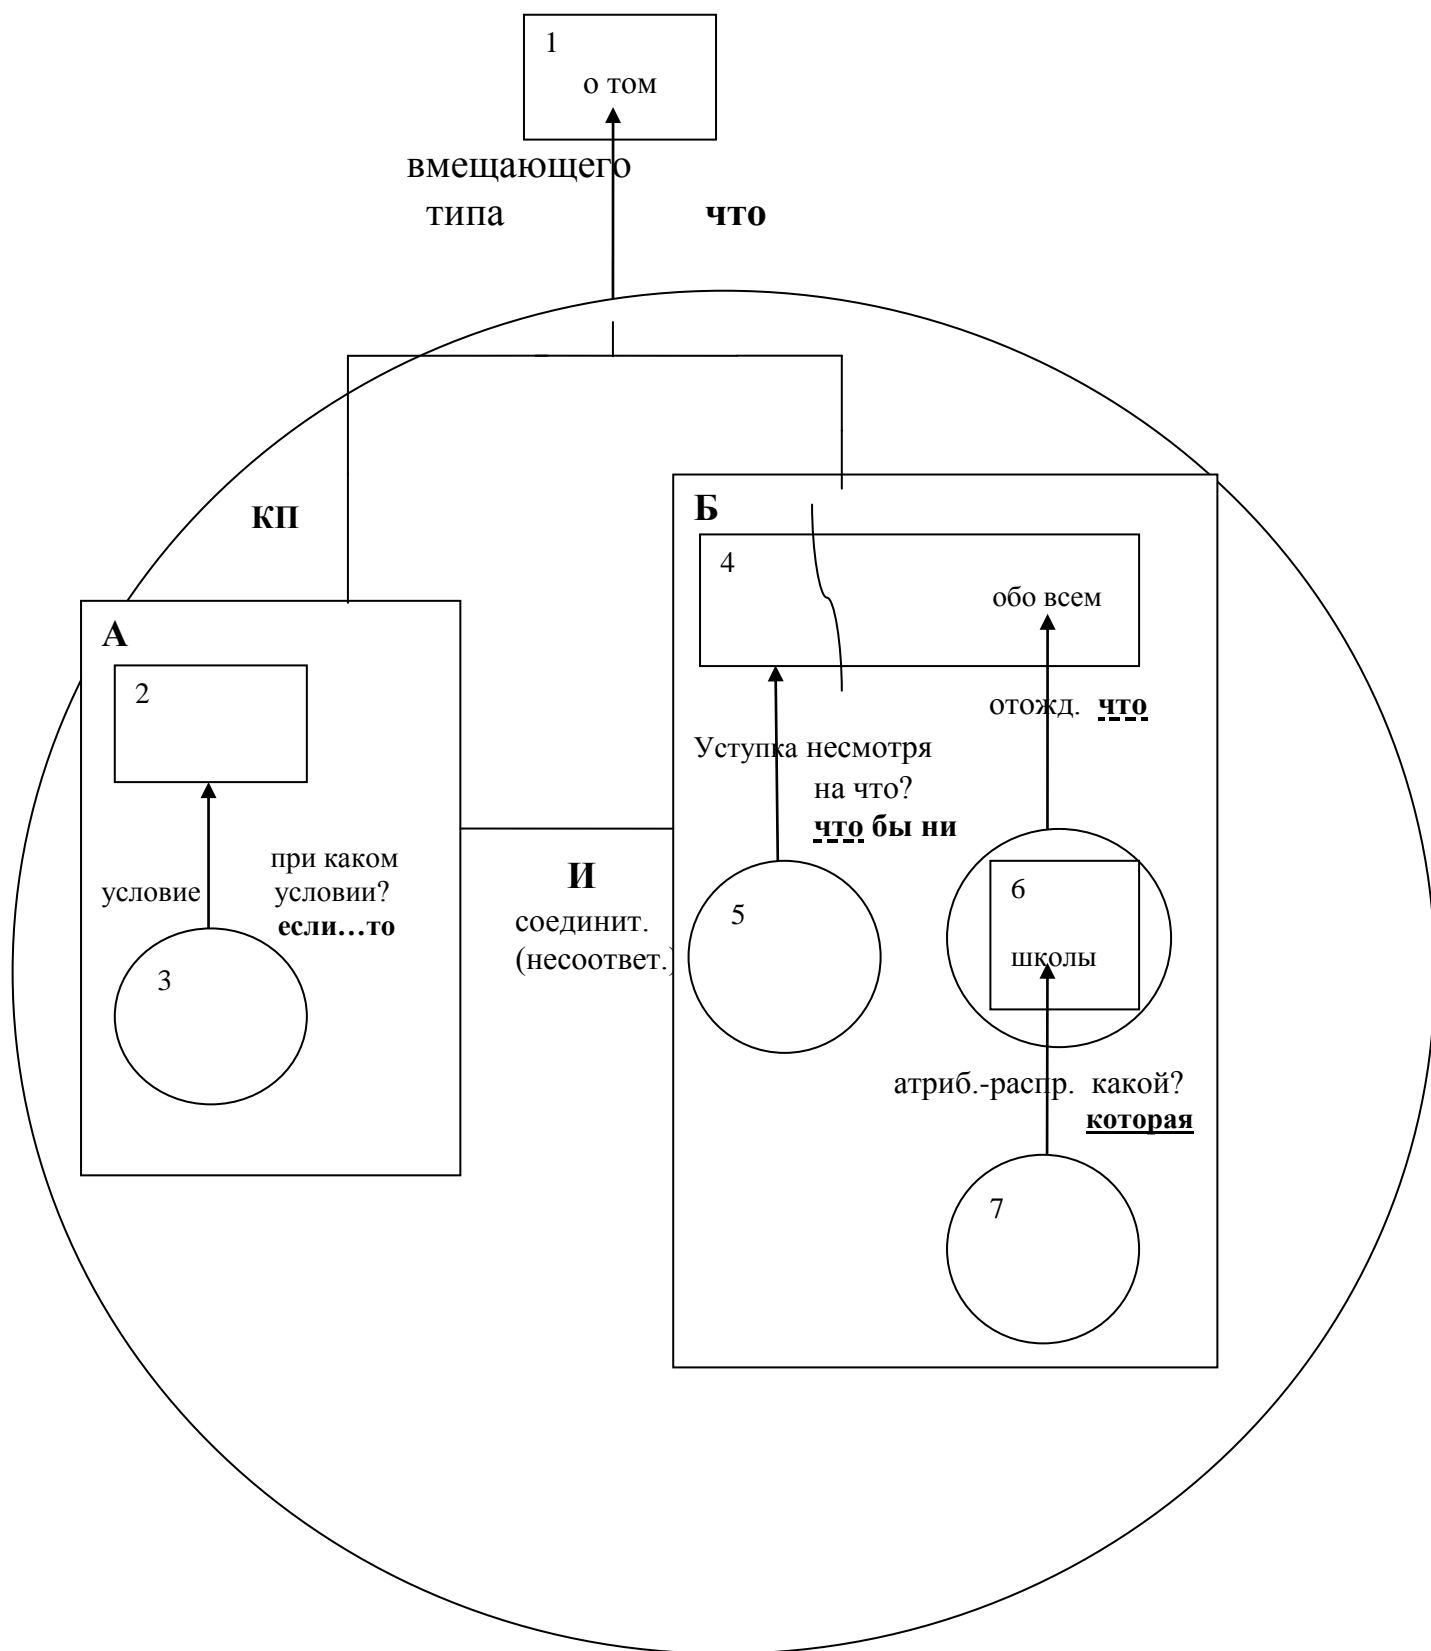 1
о том
вмещающего
типа что
КП
Б
4
обо всем
А
2
отожд. что
Уступка несмотря
на что?
что бы ни
при каком
условие условии?
если…то
И
соединит.
(несоответ.)
3
5
6
школы
атриб.-распр. какой?
которая
7